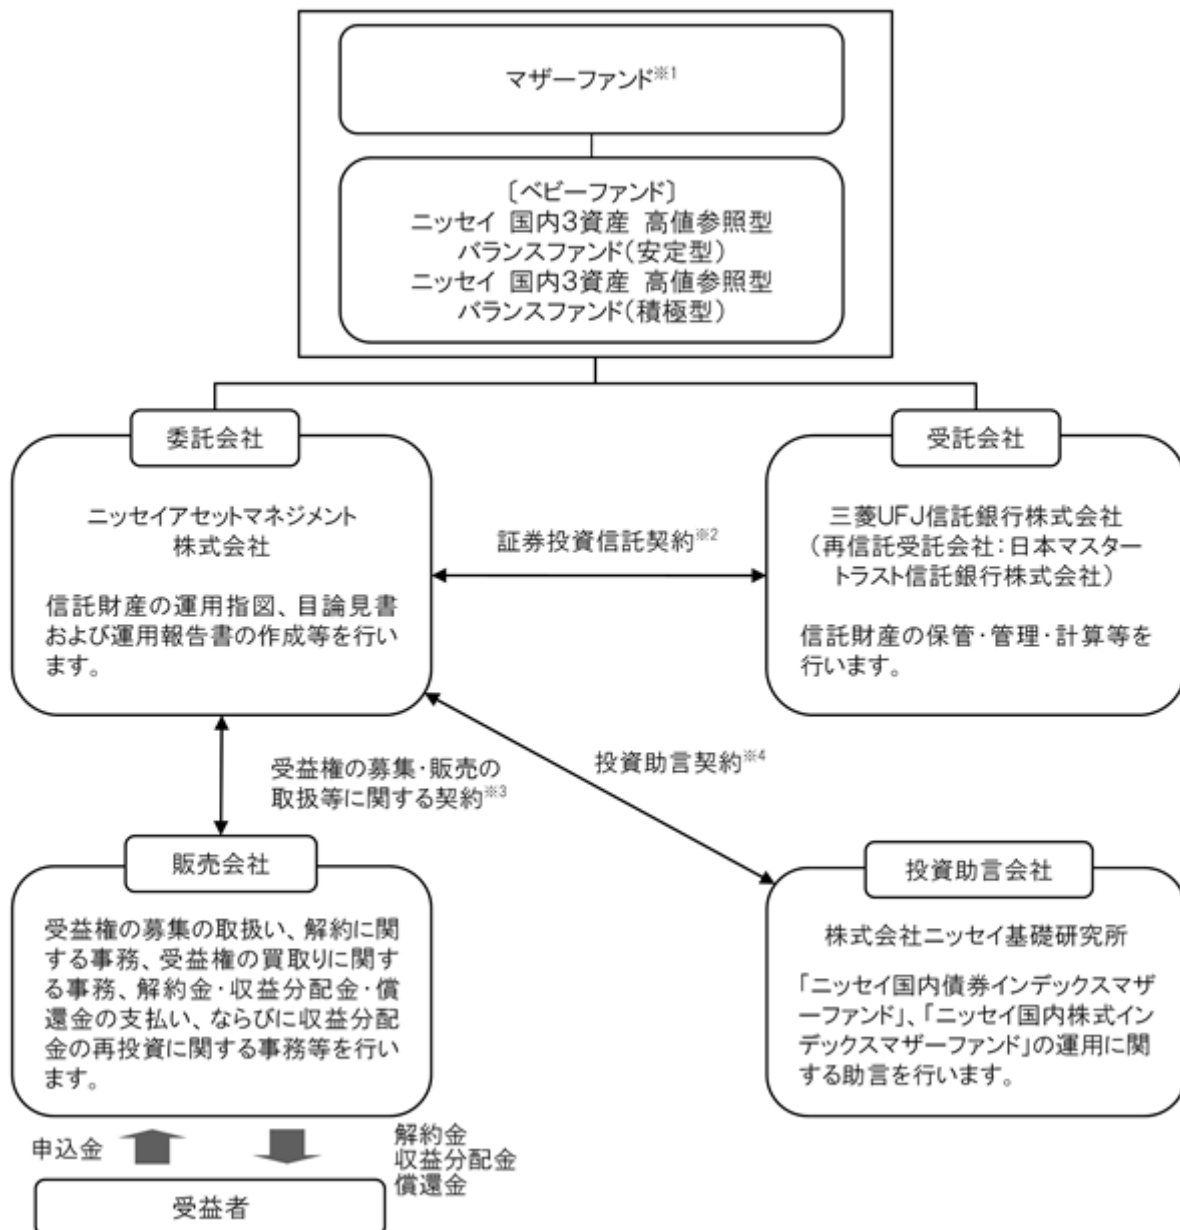 マザーファンド※1
〔ベビーファンド〕
ニッセイ 国内3資産 高値参照型
バランスファンド(安定型)
ニッセイ 国内3資産 高値参照型
バランスファンド(積極型)
委託会社
ニッセイアセットマネジメント
株式会社
信託財産の運用指図、目論見書
および運用報告書の作成等を行い
ます。
証券投資信託契約※2
受託会社
三菱UFJ信託銀行株式会社
(再信託受託会社:日本マスター
トラスト信託銀行株式会社)
信託財産の保管・管理・計算等を
行います。
受益権の募集・販売の
取扱等に関する契約※3
投資助言契約※4
販売会社
受益権の募集の取扱い、解約に関
する事務、受益権の買取りに関す
る事務、解約金・収益分配金・償
還金の支払い、ならびに収益分配
金の再投資に関する事務等を行い
ます。
投資助言会社
株式会社ニッセイ基礎研究所
「ニッセイ国内債券インデックスマザ
ーファンド」、「ニッセイ国内株式イン
デックスマザーファンド」の運用に関
する助言を行います。
申込金
解約金
収益分配金
償還金
受益者